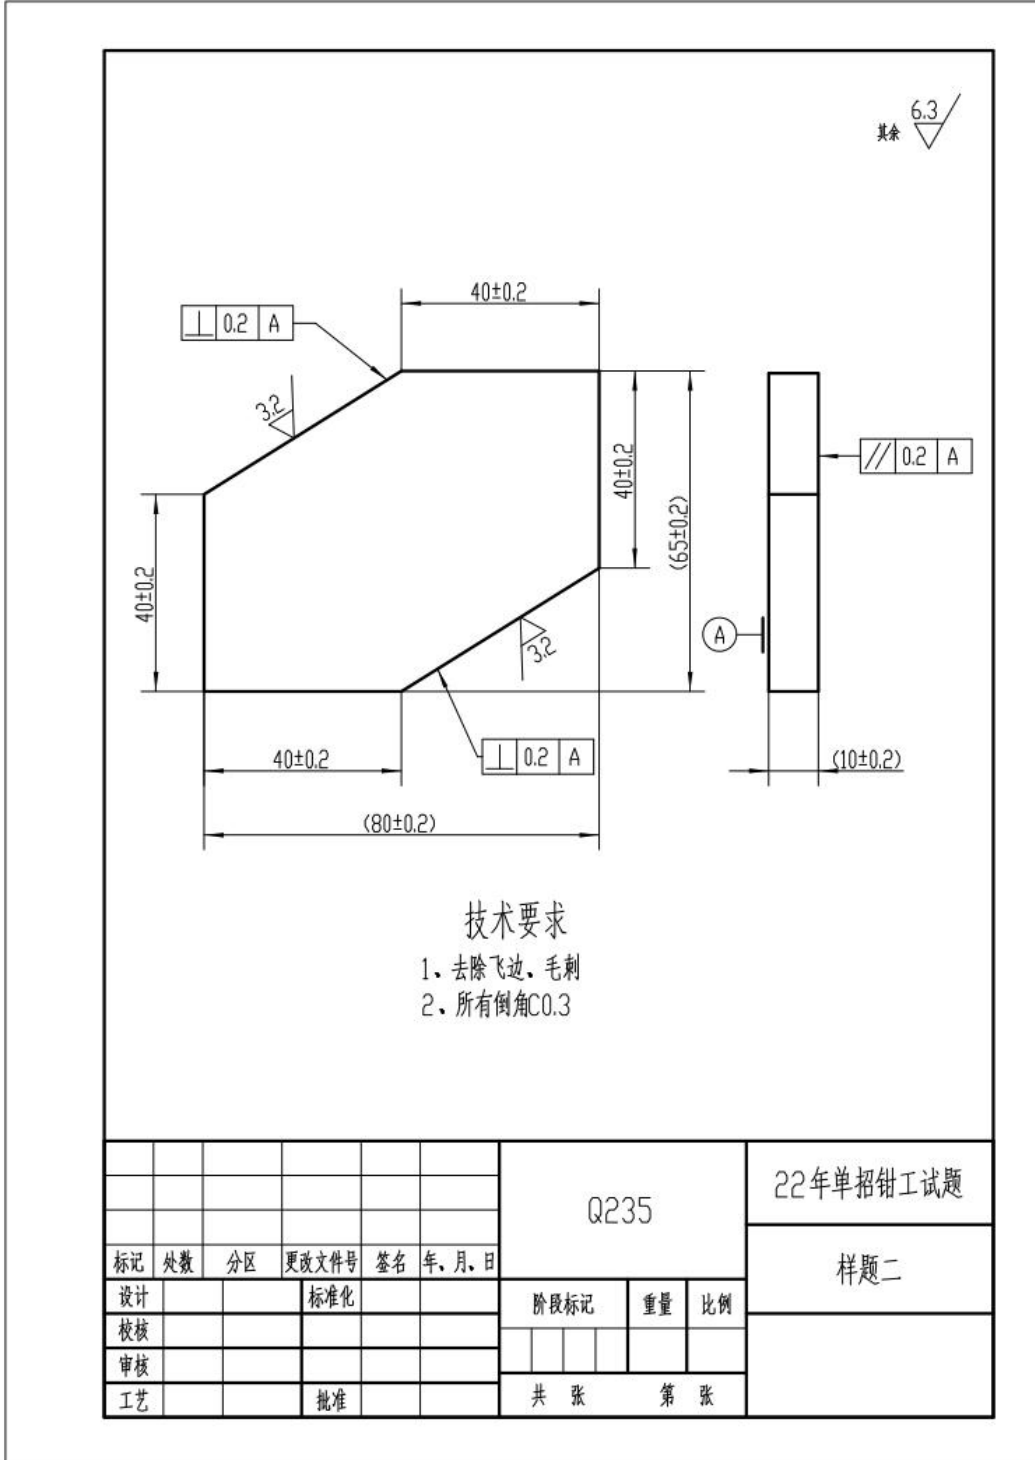 其余 6.3
40±0.2
⊥ 0.2 A
3.2
40±0.2
(65±0.2)
// 0.2 A
40±0.2
A
3.2
40±0.2
⊥ 0.2 A
(10±0.2)
(80±0.2)
技术要求
1、去除飞边、毛刺
2、所有倒角C0.3
Q235
22年单招钳工试题
样题二
标记 处数 分区 更改文件号 签名 年、月、日
设计 标准化
阶段标记 重量 比例
校核
审核
工艺 批准
共 张 第 张